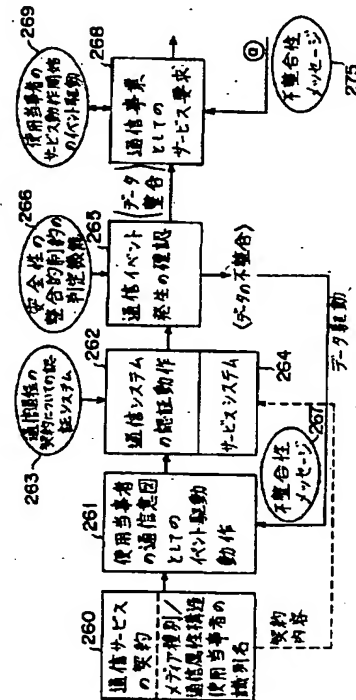 260
通信サービス
の契約
メディア種別/
通信属性構造
使用当事者の
識別名
契約内容
261
使用当事者
の通信意図
としての
イベント駆動
動作
263
通信属性の
契約についての認
証システム
262
通信システム
の認証動作
264
サービスシステム
267
不整合性
メッセージ
266
安全性の
整合的制約の
判定機能
265
通信イベント
発生の確認
(データの不整合)
データ駆動
(データ
整合)
269
使用当事者の
サービス動作開始
のイベント駆動
268
通信事業
としての
サービス要求
ⓐ
不整合性
メッセージ
275